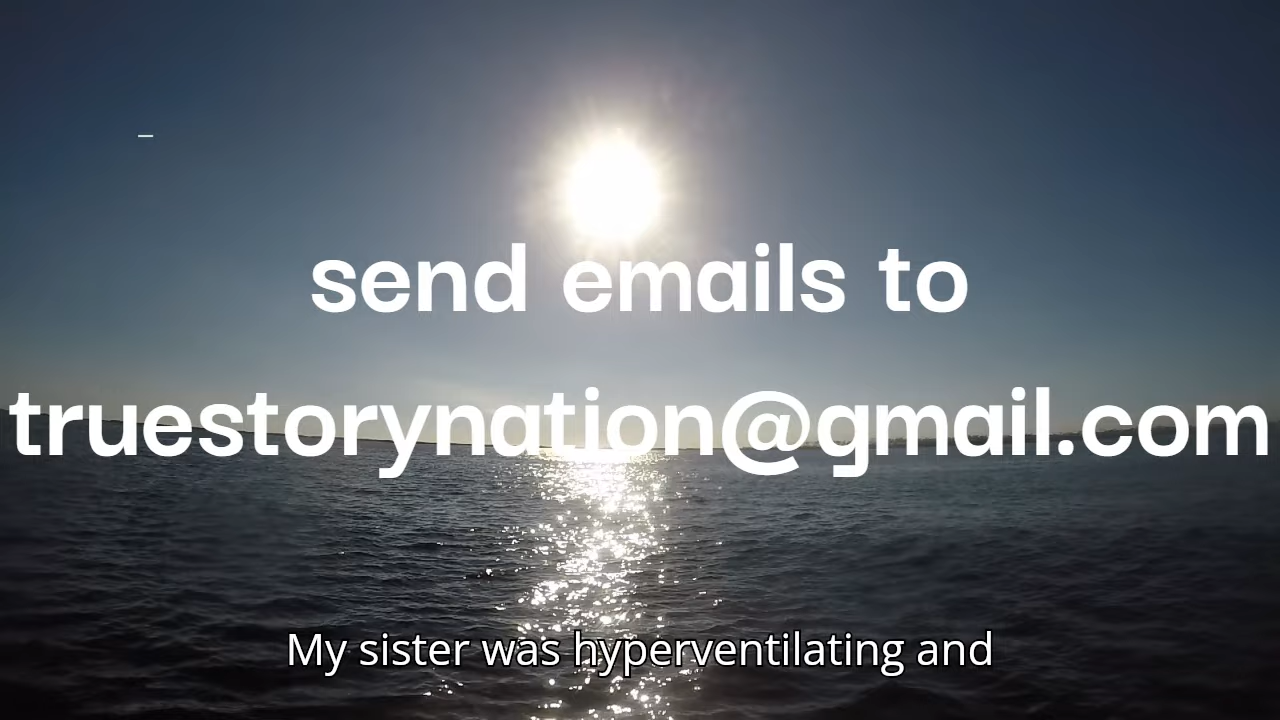 send emails to
truestorynation@gmail.com
My sister was hyperventilating and